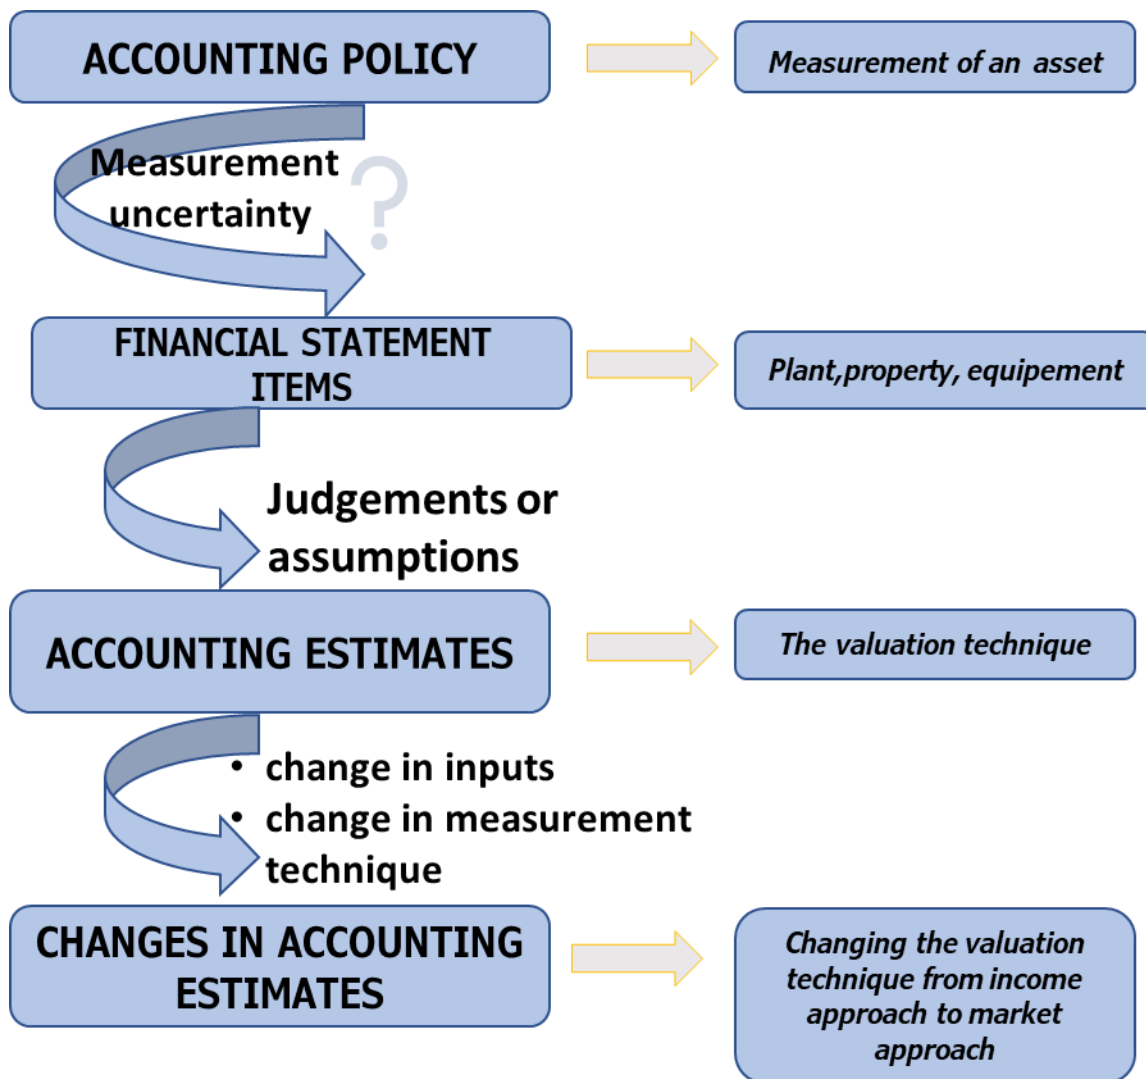 ACCOUNTING POLICY
Measurement of an asset
Measurement
uncertainty
?
FINANCIAL STATEMENT
ITEMS
Plant,property, equipement
Judgements or
assumptions
ACCOUNTING ESTIMATES
The valuation technique
• change in inputs
• change in measurement
technique
CHANGES IN ACCOUNTING
ESTIMATES
Changing the valuation
technique from income
approach to market
approach